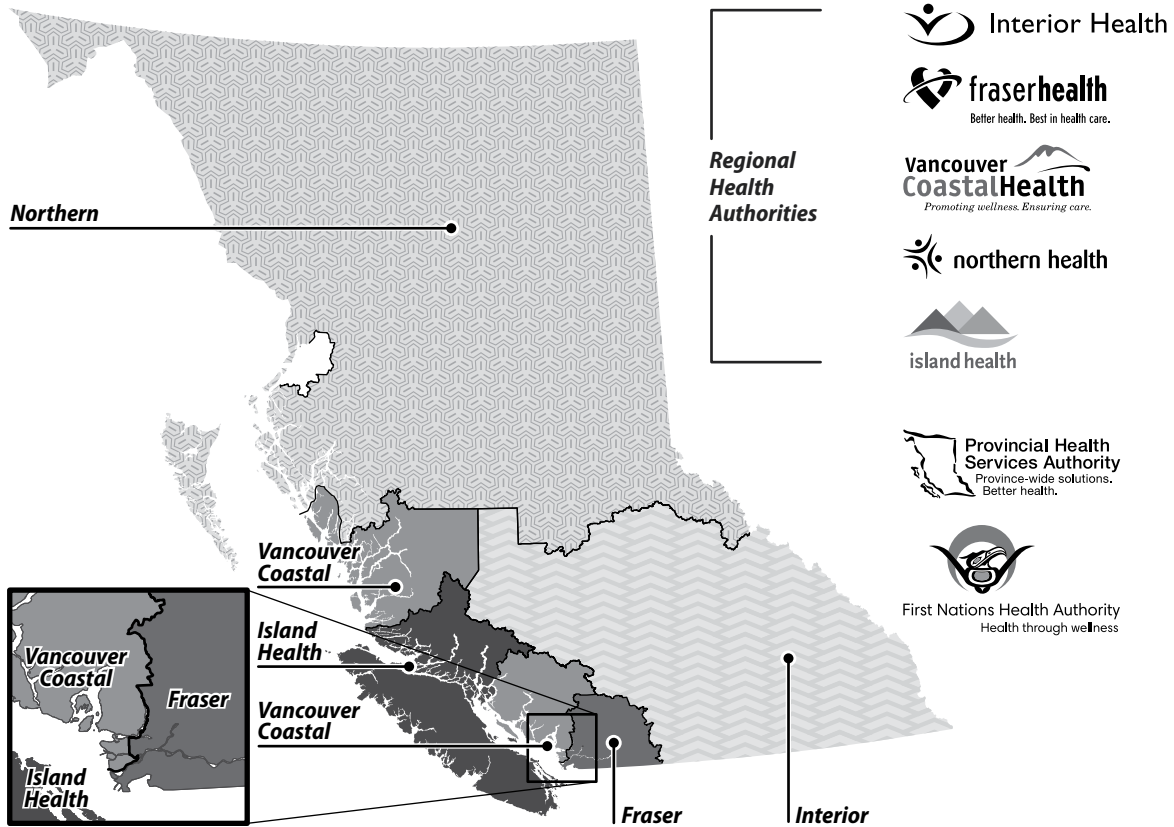 Northern
Vancouver
Coastal
Island
Health
Vancouver
Coastal
Fraser
Interior
Vancouver
Coastal
Fraser
Island
Health
Regional
Health
Authorities
Interior Health
fraserhealth
Better health. Best in health care.
Vancouver
CoastalHealth
Promoting wellness. Ensuring care.
northern health
island health
Provincial Health
Services Authority
Province-wide solutions.
Better health.
First Nations Health Authority
Health through wellness